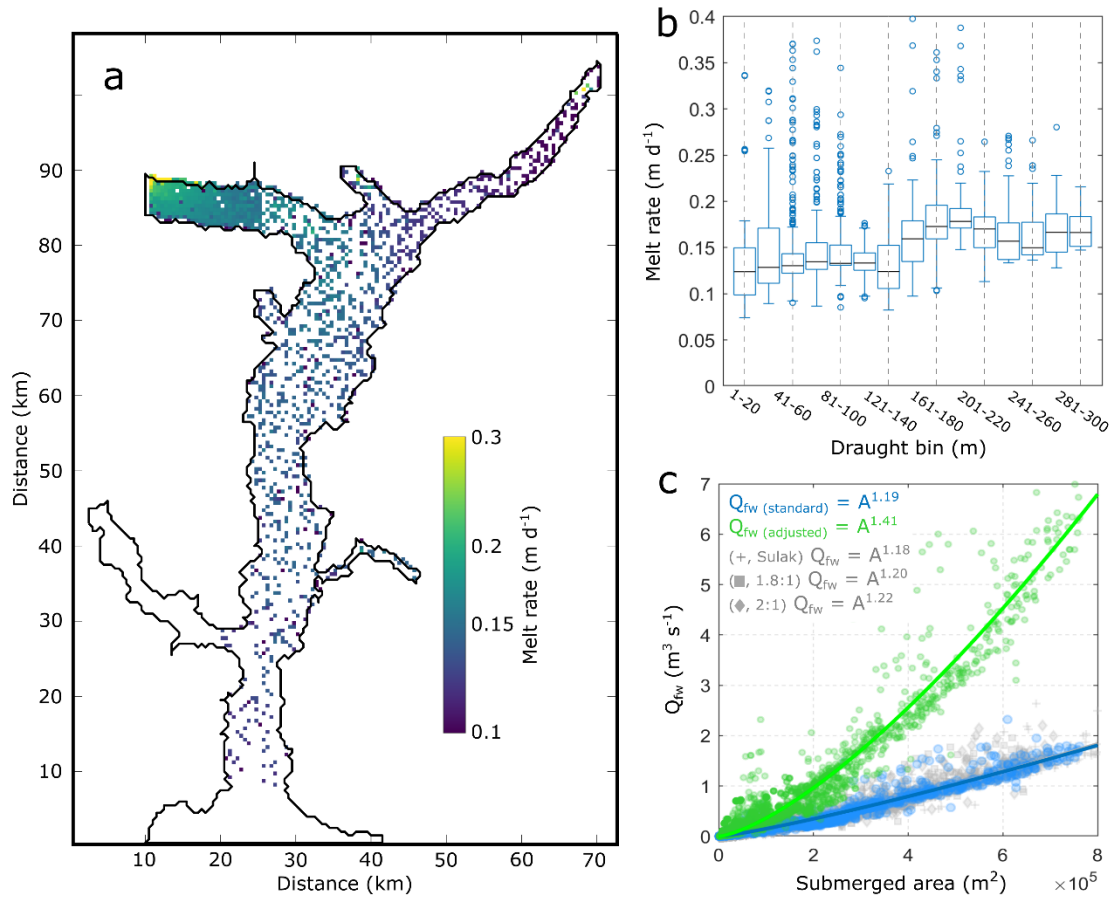 a
90
80
70
60
50
40
30
20
10
Distance (km)
10 20 30 40 50 60 70
Distance (km)
0.3
0.2
0.15
0.1
Melt rate (m d⁻¹)
b
0.4
0.35
0.3
0.25
0.2
0.15
0.1
0.05
0
Melt rate (m d⁻¹)
1-20 41-60 81-100 121-140 161-180 201-220 241-260 281-300
Draught bin (m)
c
Q_fw (standard) = A^1.19
Q_fw (adjusted) = A^1.41
(+, Sulak) Q_fw = A^1.18
(■, 1.8:1) Q_fw = A^1.20
(♦, 2:1) Q_fw = A^1.22
7
6
5
4
3
2
1
0
Q_fw (m³ s⁻¹)
0 2 4 6 8
Submerged area (m²) ×10⁵